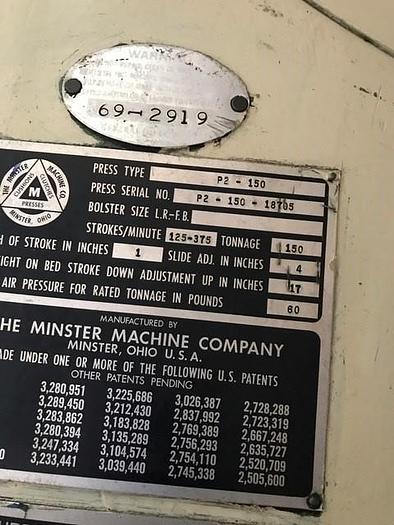 WARN
69-2919
THE MINSTER MACHINE CO.
CUSHIONS
CLUTCHES
M
PRESSES
MINSTER, OHIO
PRESS TYPE P2 - 150
PRESS SERIAL NO. P2 - 150 - 18785
BOLSTER SIZE L.R.-F.B.
STROKES/MINUTE 125-375 TONNAGE 150
H OF STROKE IN INCHES 1 SLIDE ADJ. IN INCHES 4
IGHT ON BED STROKE DOWN ADJUSTMENT UP IN INCHES 17
AIR PRESSURE FOR RATED TONNAGE IN POUNDS 60
MANUFACTURED BY
HE MINSTER MACHINE COMPANY
MINSTER, OHIO U.S.A.
ADE UNDER ONE OR MORE OF THE FOLLOWING U.S. PATENTS
OTHER PATENTS PENDING
3,280,951 3,225,686 3,026,387 2,728,288
3,289,450 3,212,430 2,837,992 2,723,319
3,283,862 3,183,828 2,769,389 2,667,248
3,280,394 3,135,289 2,756,293 2,635,727
3,247,334 3,104,574 2,754,110 2,520,709
0 3,233,441 3,039,440 2,745,338 2,505,600